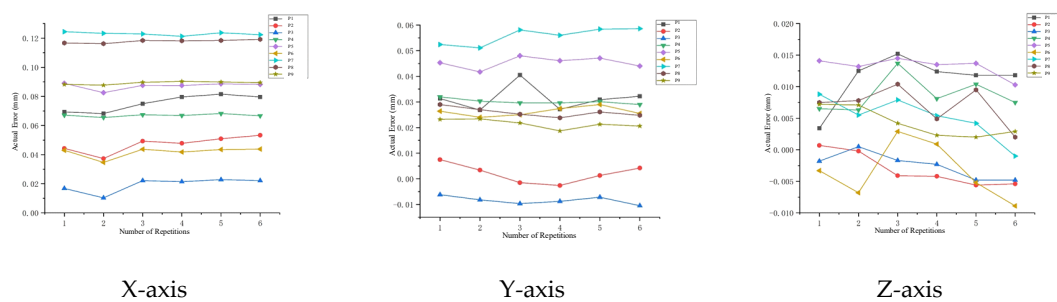 0.14
0.12
0.10
0.08
0.06
0.04
0.02
0.00
Actual Error (mm)
1 2 3 4 5 6
Number of Repetitions
P1
P2
P3
P4
P5
P6
P7
P8
P9
X-axis
0.06
0.05
0.04
0.03
0.02
0.01
0.00
-0.01
Actual Error (mm)
1 2 3 4 5 6
Number of Repetitions
P1
P2
P3
P4
P5
P6
P7
P8
P9
Y-axis
0.020
0.015
0.010
0.005
0.000
-0.005
-0.010
Actual Error (mm)
1 2 3 4 5 6
Number of Repetitions
P1
P2
P3
P4
P5
P6
P7
P8
P9
Z-axis